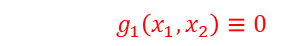 g₁(x₁, x₂) ≡ 0